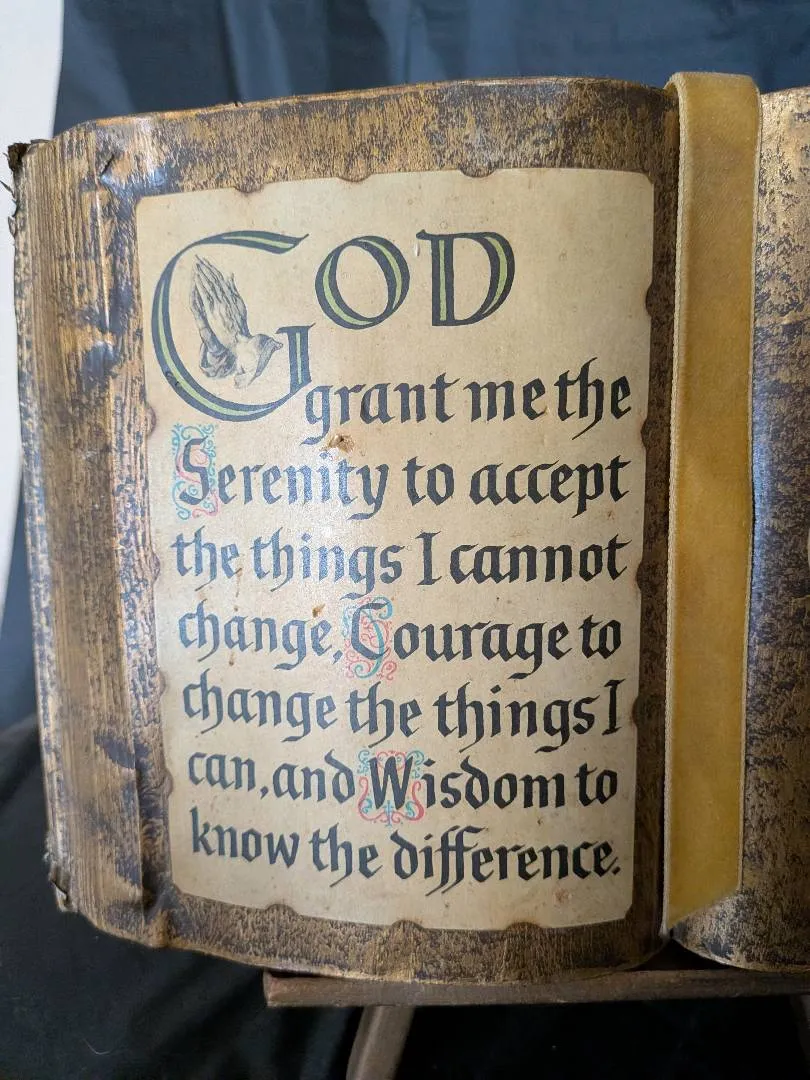 GOD
grant me the
Serenity to accept
the things I cannot
change, Courage to
change the things I
can, and Wisdom to
know the difference.